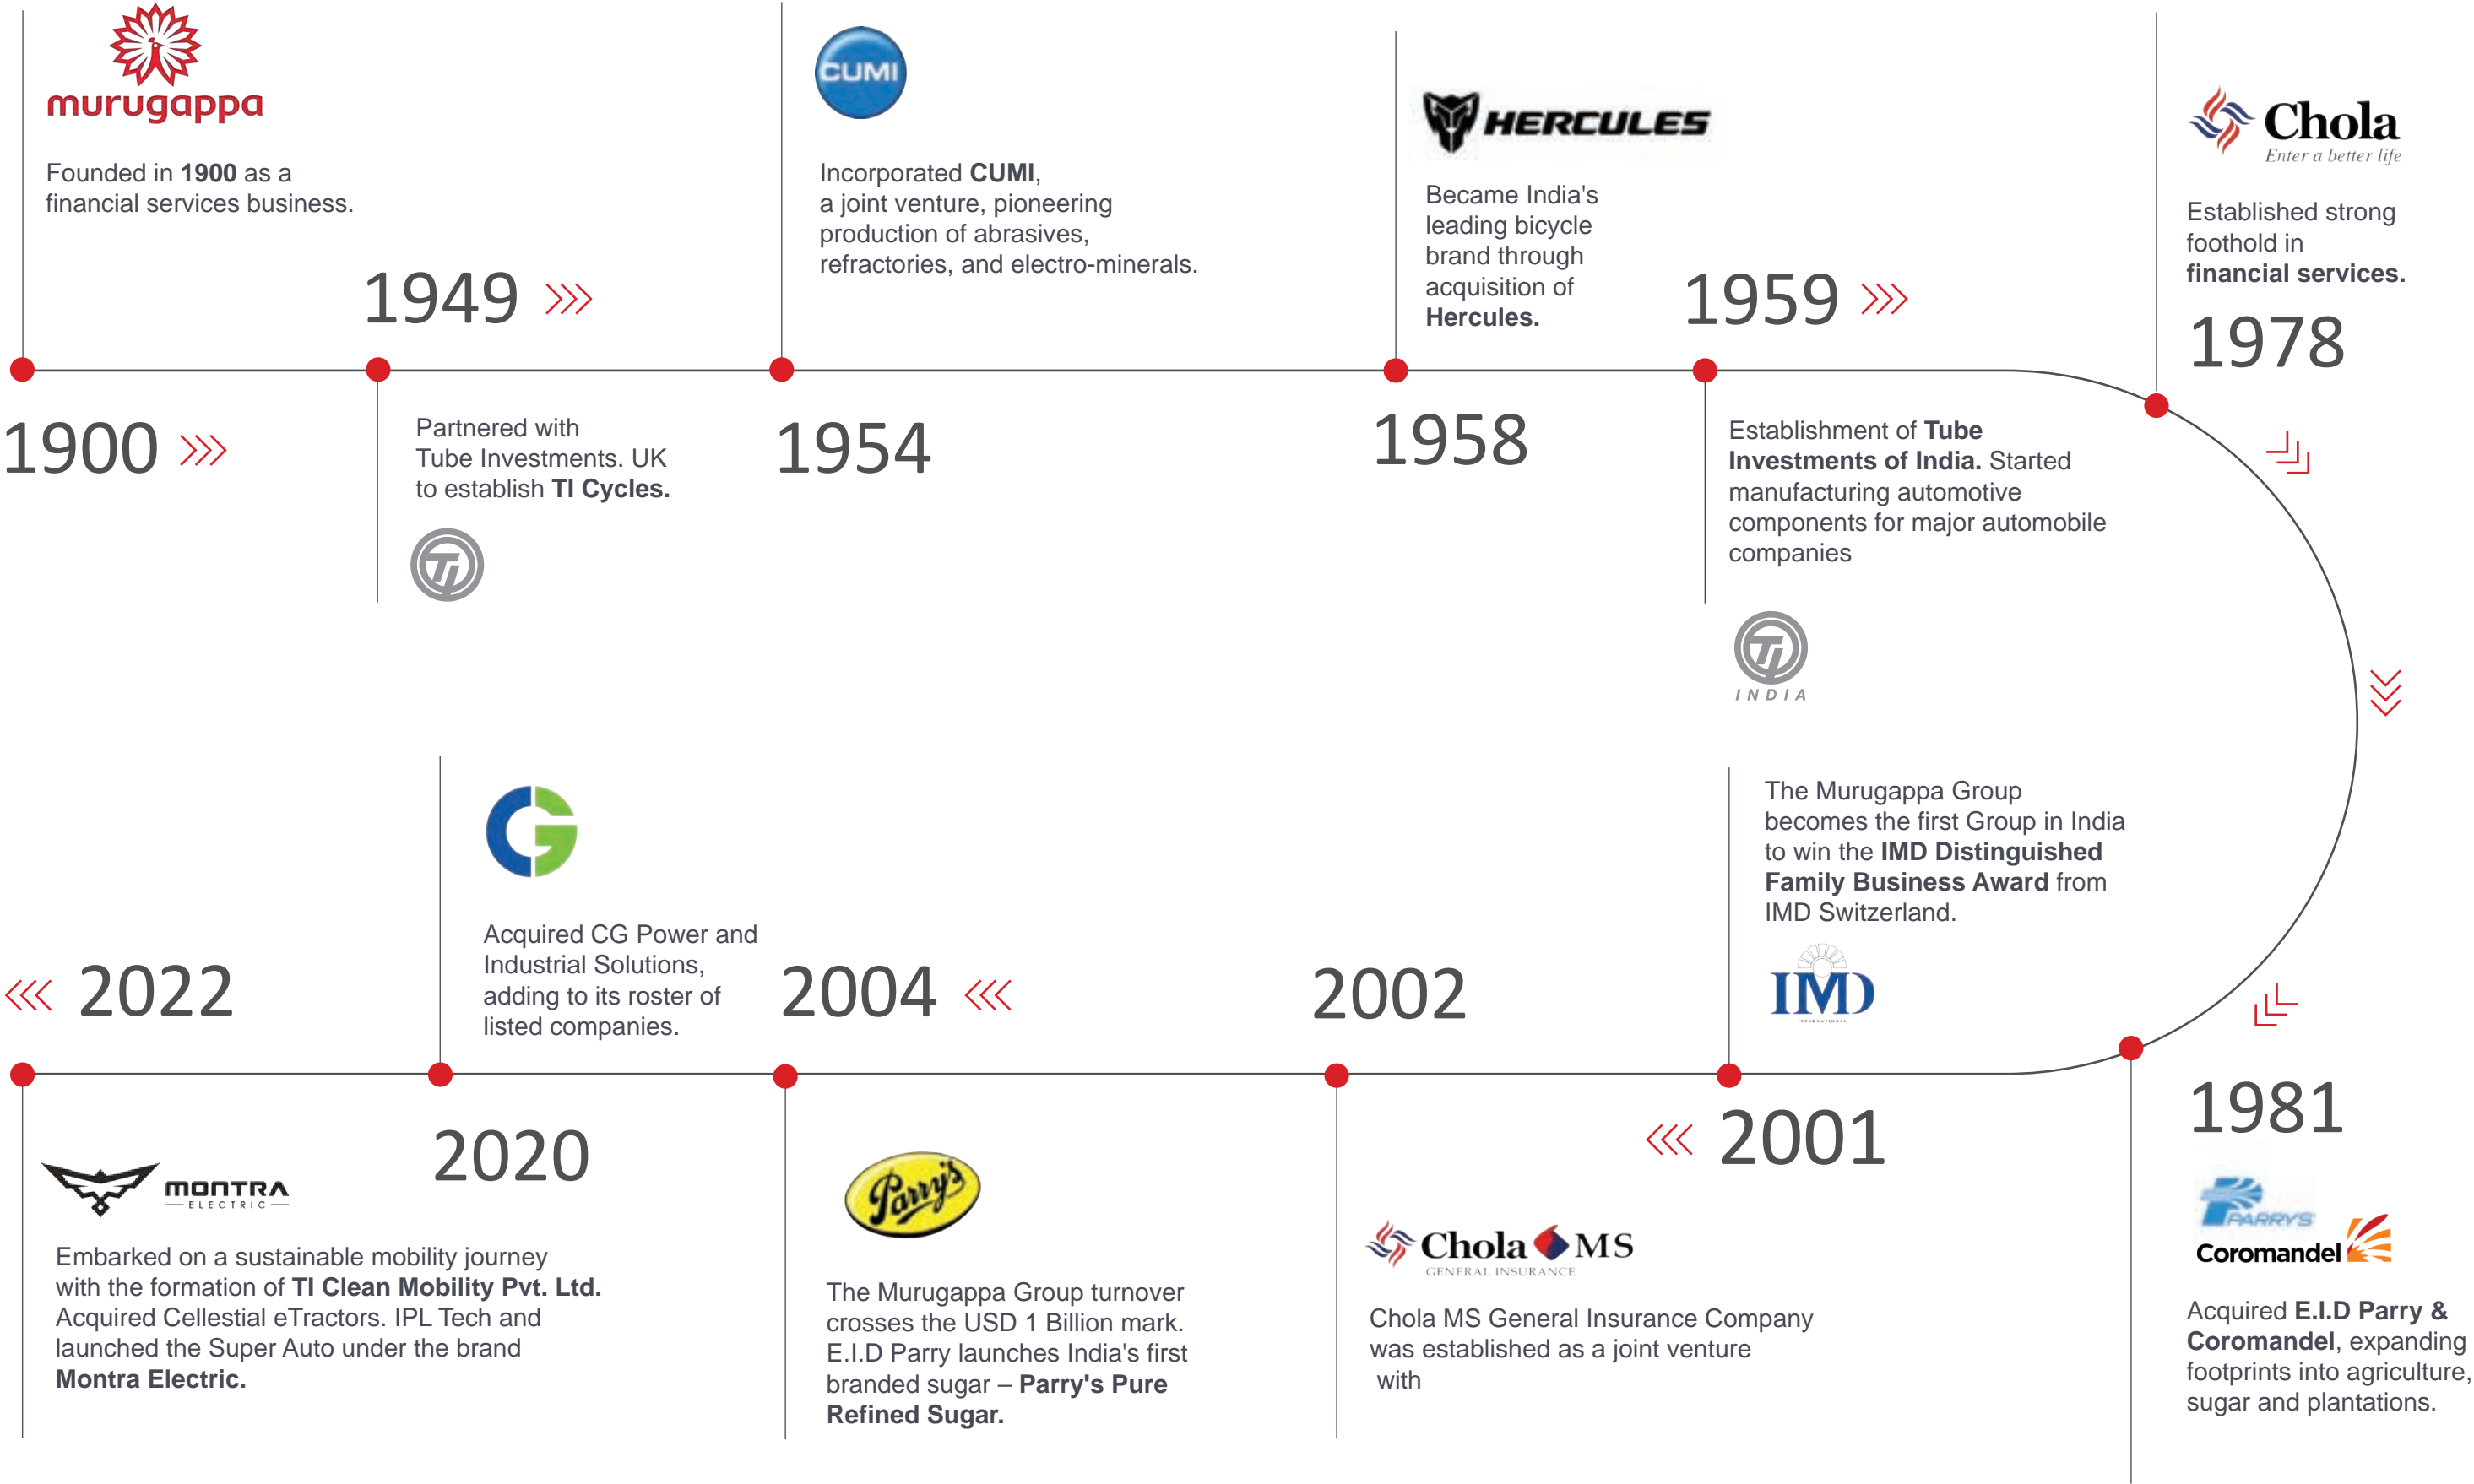 murugappa
Founded in 1900 as a
financial services business.
1900
1949
Partnered with
Tube Investments. UK
to establish TI Cycles.
TI
CUMI
Incorporated CUMI,
a joint venture, pioneering
production of abrasives,
refractories, and electro-minerals.
1954
HERCULES
Became India's
leading bicycle
brand through
acquisition of
Hercules.
1958
1959
Establishment of Tube
Investments of India. Started
manufacturing automotive
components for major automobile
companies
TI
INDIA
Chola
Enter a better life
Established strong
foothold in
financial services.
1978
1981
PARRYS
Coromandel
Acquired E.I.D Parry &
Coromandel, expanding
footprints into agriculture,
sugar and plantations.
The Murugappa Group
becomes the first Group in India
to win the IMD Distinguished
Family Business Award from
IMD Switzerland.
IMD
INTERNATIONAL
2001
2002
Chola MS
GENERAL INSURANCE
Chola MS General Insurance Company
was established as a joint venture
with
2004
Parry's
The Murugappa Group turnover
crosses the USD 1 Billion mark.
E.I.D Parry launches India's first
branded sugar – Parry's Pure
Refined Sugar.
CG
Acquired CG Power and
Industrial Solutions,
adding to its roster of
listed companies.
2020
2022
MONTRA
ELECTRIC
Embarked on a sustainable mobility journey
with the formation of TI Clean Mobility Pvt. Ltd.
Acquired Cellestial eTractors. IPL Tech and
launched the Super Auto under the brand
Montra Electric.